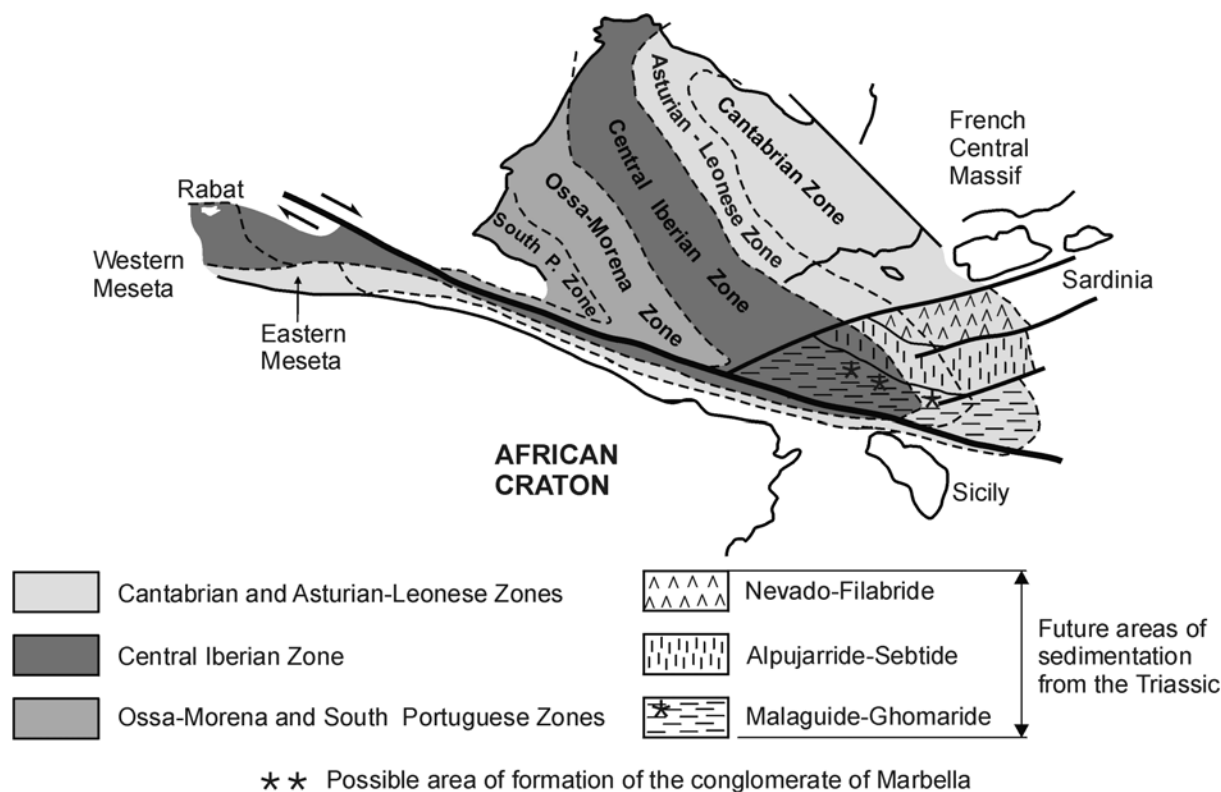 Asturian - Leonese Zone
Cantabrian Zone
French
Central
Massif
Central Iberian Zone
Rabat
Ossa-Morena Zone
South P. Zone
Western
Meseta
Sardinia
Eastern
Meseta
AFRICAN
CRATON
Sicily
Cantabrian and Asturian-Leonese Zones
Central Iberian Zone
Ossa-Morena and South Portuguese Zones
Nevado-Filabride
Alpujarride-Sebtide
Malaguide-Ghomaride
Future areas of
sedimentation
from the Triassic
** Possible area of formation of the conglomerate of Marbella